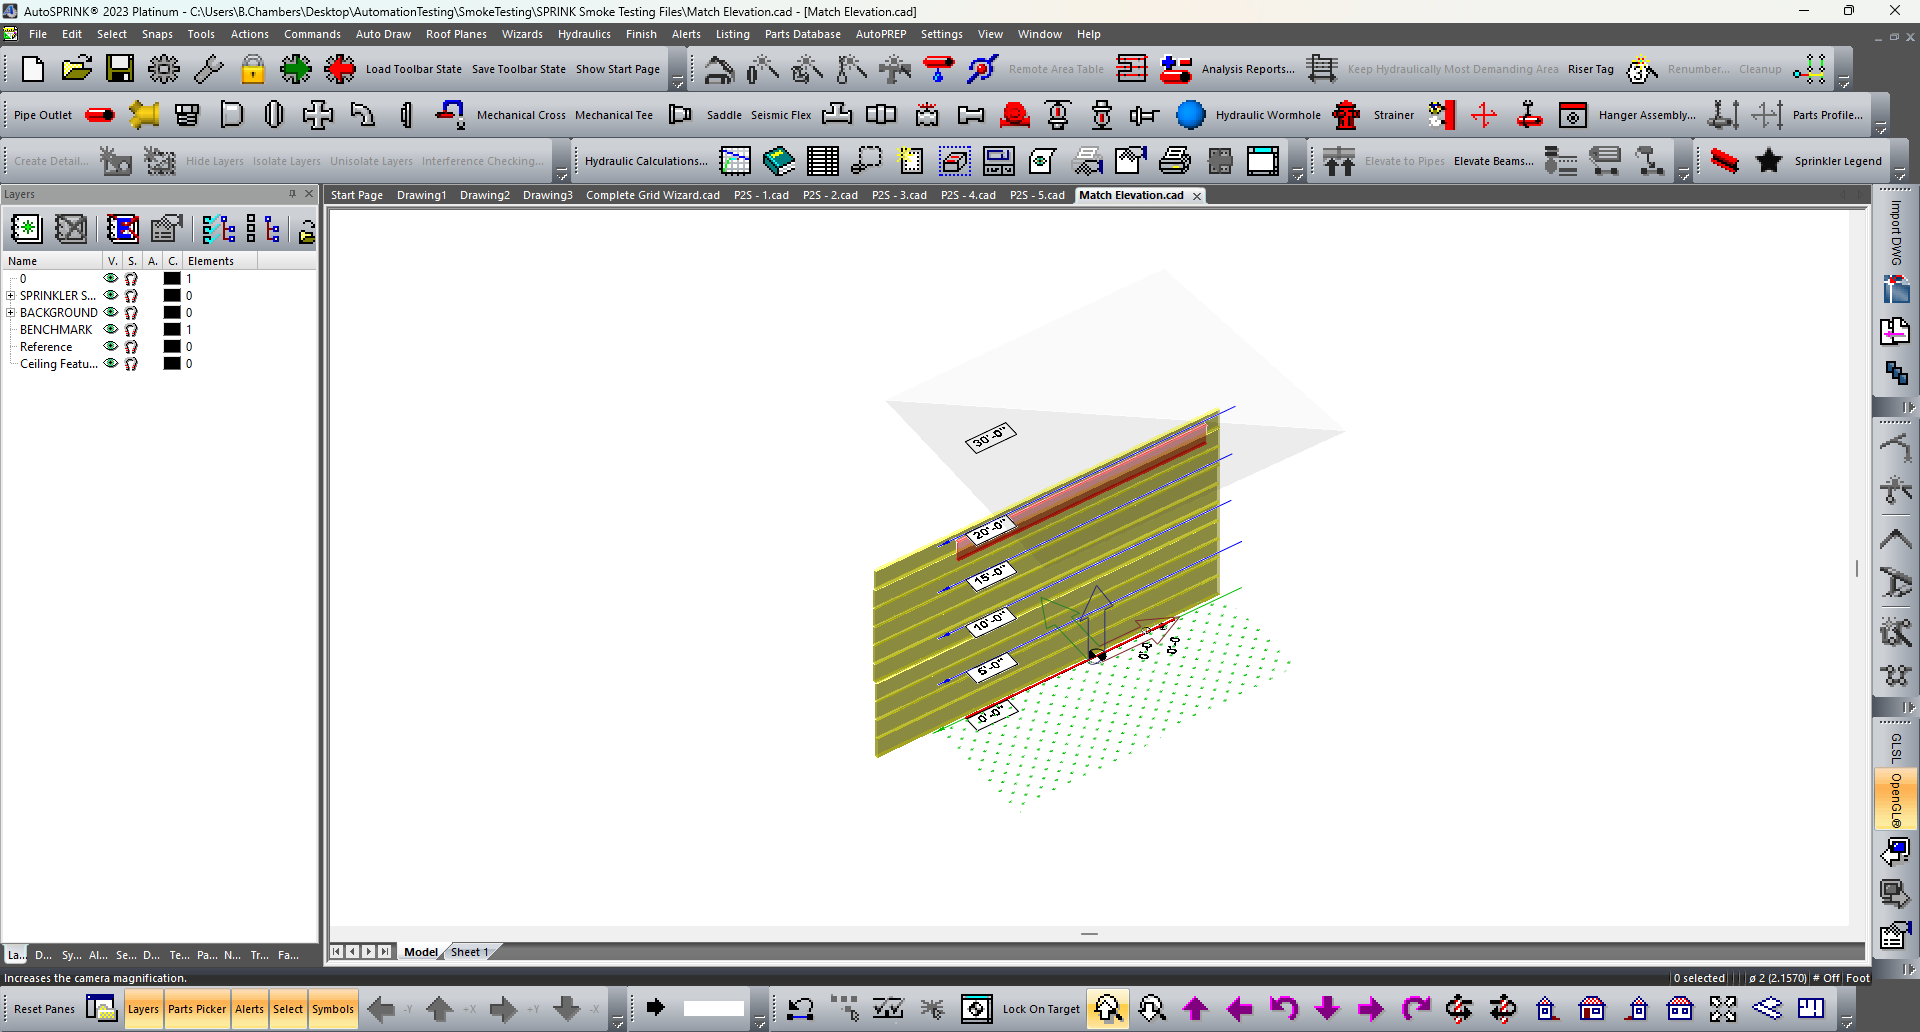 AutoSPRINK® 2023 Platinum - C:\Users\B.Chambers\Desktop\AutomationTesting\SmokeTesting\SPRINK Smoke Testing Files\Match Elevation.cad - [Match Elevation.cad]
File Edit Select Snaps Tools Actions Commands Auto Draw Roof Planes Wizards Hydraulics Finish Alerts Listing Parts Database AutoPREP Settings View Window Help
Load Toolbar State Save Toolbar State Show Start Page Remote Area Table Analysis Reports... Keep Hydraulically Most Demanding Area Riser Tag Renumber... Cleanup
Pipe Outlet Mechanical Cross Mechanical Tee Saddle Seismic Flex Hydraulic Wormhole Strainer Hanger Assembly... Parts Profile...
Create Detail... Hide Layers Isolate Layers Unisolate Layers Interference Checking... Hydraulic Calculations... Elevate to Pipes Elevate Beams... Sprinkler Legend
Layers
Start Page Drawing1 Drawing2 Drawing3 Complete Grid Wizard.cad P2S - 1.cad P2S - 2.cad P2S - 3.cad P2S - 4.cad P2S - 5.cad Match Elevation.cad
Import DWG
Name V. S. A. C. Elements
0 1
SPRINKLER S... 0
BACKGROUND 0
BENCHMARK 1
Reference 0
Ceiling Featu... 0
30'-0"
20'-0"
15'-0"
10'-0"
5'-0"
0'-0"
0'-0
0'-0
GLSL
OpenGL®
La... D... Sy... Al... Se... D... Te... Pa... N... Tr... Fa...
Model Sheet 1
Increases the camera magnification.
0 selected ø 2 (2.1570) # Off Foot
Reset Panes Layers Parts Picker Alerts Select Symbols -Y +X +Y -X Lock On Target